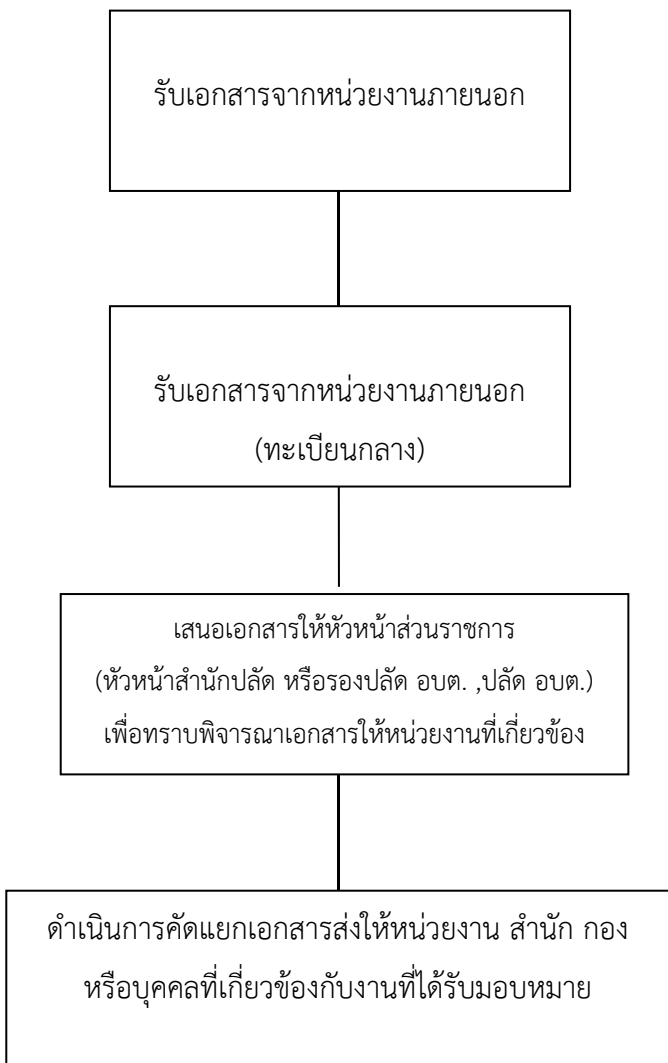 รับเอกสารจากหน่วยงานภายนอก
รับเอกสารจากหน่วยงานภายนอก
(ทะเบียนกลาง)
เสนอเอกสารให้หัวหน้าส่วนราชการ
(หัวหน้าสำนักปลัด หรือรองปลัด อบต. ,ปลัด อบต.)
เพื่อทราบพิจารณาเอกสารให้หน่วยงานที่เกี่ยวข้อง
ดำเนินการคัดแยกเอกสารส่งให้หน่วยงาน สำนัก กอง
หรือบุคคลที่เกี่ยวข้องกับงานที่ได้รับมอบหมาย